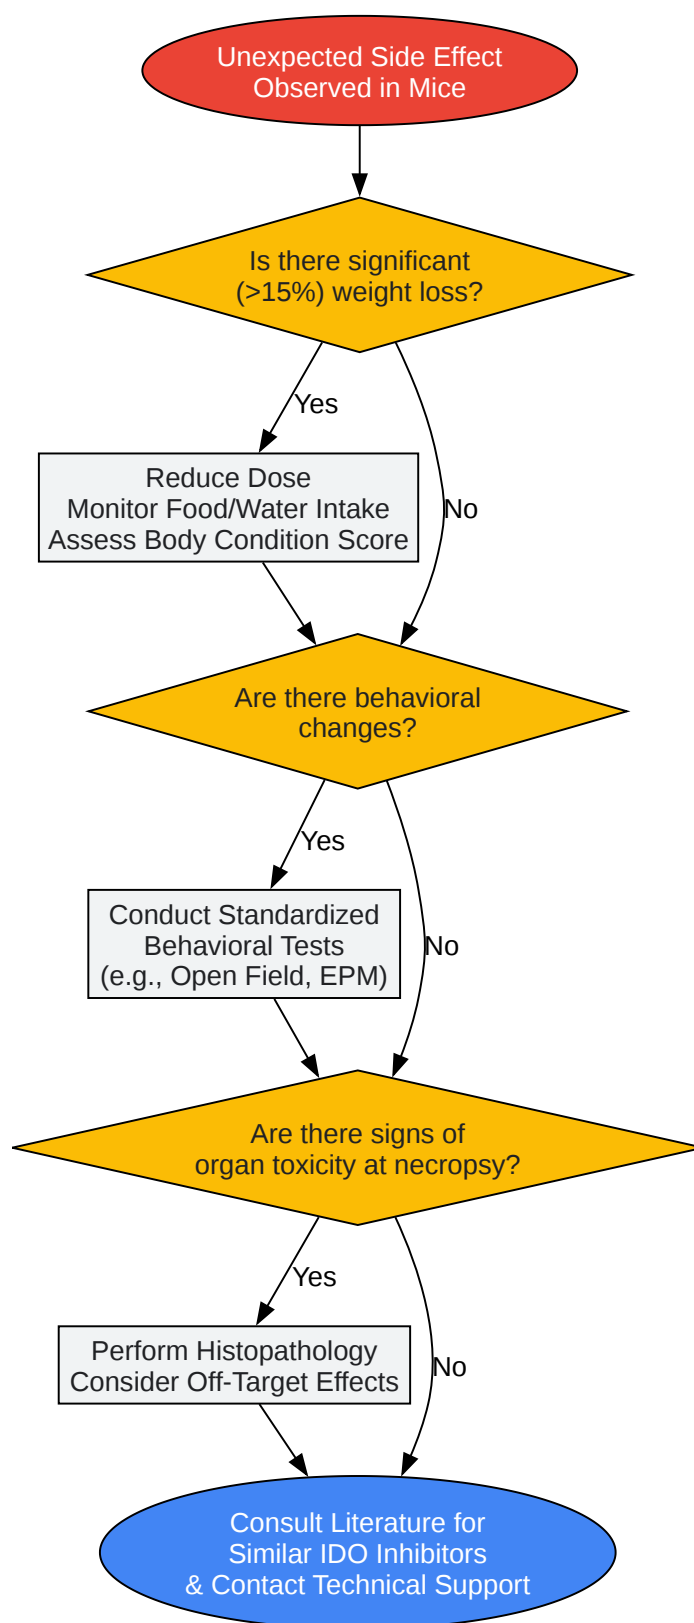 Unexpected Side Effect
Observed in Mice
Is there significant
(>15%) weight loss?
Yes
Reduce Dose
Monitor Food/Water Intake
Assess Body Condition Score
No
Are there behavioral
changes?
Yes
Conduct Standardized
Behavioral Tests
(e.g., Open Field, EPM)
No
Are there signs of
organ toxicity at necropsy?
Yes
Perform Histopathology
Consider Off-Target Effects
No
Consult Literature for
Similar IDO Inhibitors
& Contact Technical Support